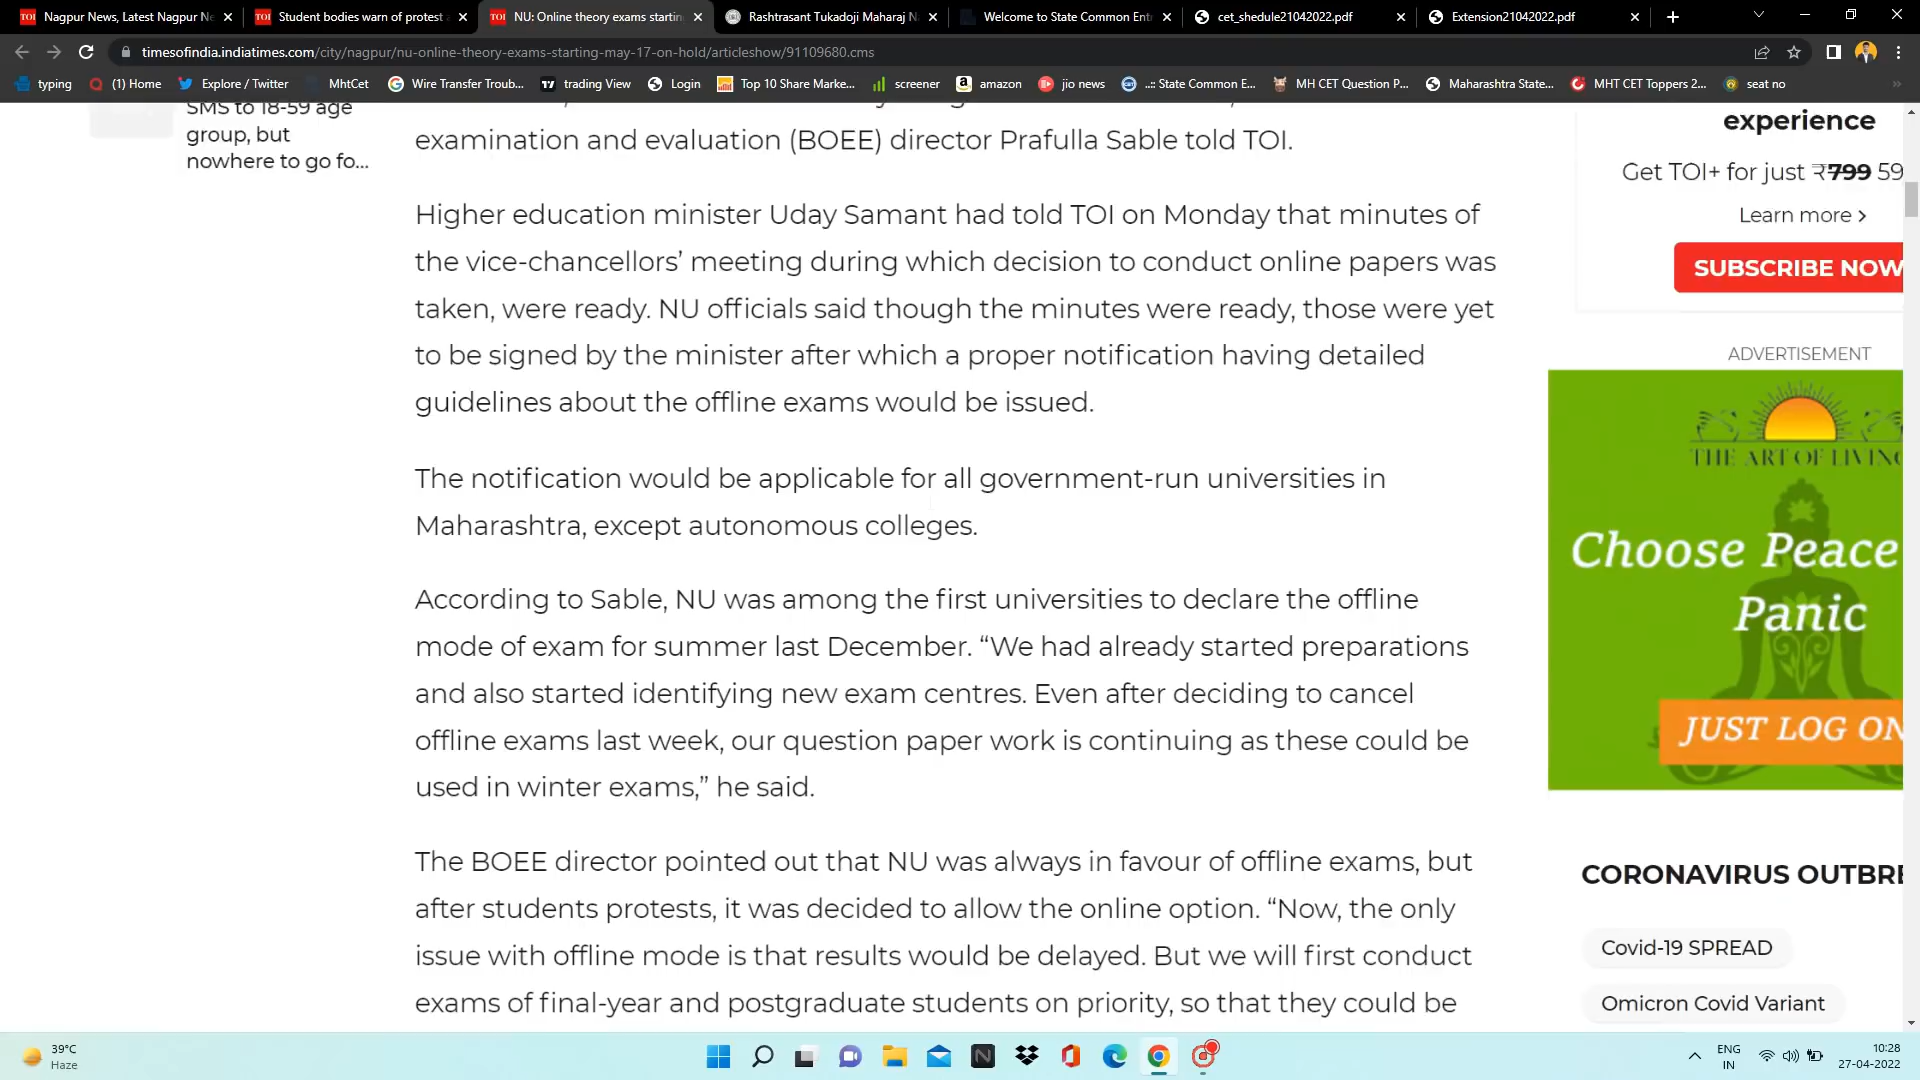 Nagpur News, Latest Nagpur Ne
Student bodies warn of protest a
NU: Online theory exams startin
Rashtrasant Tukadoji Maharaj N
Welcome to State Common Ent
cet_shedule21042022.pdf
Extension21042022.pdf
timesofindia.indiatimes.com/city/nagpur/nu-online-theory-exams-starting-may-17-on-hold/articleshow/91109680.cms
typing
(1) Home
Explore / Twitter
MhtCet
Wire Transfer Troub...
trading View
Login
Top 10 Share Marke...
screener
amazon
jio news
..:: State Common E...
MH CET Question P...
Maharashtra State...
MHT CET Toppers 2...
seat no
SMS to 18-59 age
group, but
nowhere to go fo...
examination and evaluation (BOEE) director Prafulla Sable told TOI.
Higher education minister Uday Samant had told TOI on Monday that minutes of
the vice-chancellors’ meeting during which decision to conduct online papers was
taken, were ready. NU officials said though the minutes were ready, those were yet
to be signed by the minister after which a proper notification having detailed
guidelines about the offline exams would be issued.
The notification would be applicable for all government-run universities in
Maharashtra, except autonomous colleges.
According to Sable, NU was among the first universities to declare the offline
mode of exam for summer last December. “We had already started preparations
and also started identifying new exam centres. Even after deciding to cancel
offline exams last week, our question paper work is continuing as these could be
used in winter exams,” he said.
The BOEE director pointed out that NU was always in favour of offline exams, but
after students protests, it was decided to allow the online option. “Now, the only
issue with offline mode is that results would be delayed. But we will first conduct
exams of final-year and postgraduate students on priority, so that they could be
experience
Get TOI+ for just ₹799 59
Learn more >
SUBSCRIBE NOW
ADVERTISEMENT
THE ART OF LIVING
Choose Peace
Panic
JUST LOG ON
CORONAVIRUS OUTBRE
Covid-19 SPREAD
Omicron Covid Variant
39°C
Haze
ENG
IN
10:28
27-04-2022